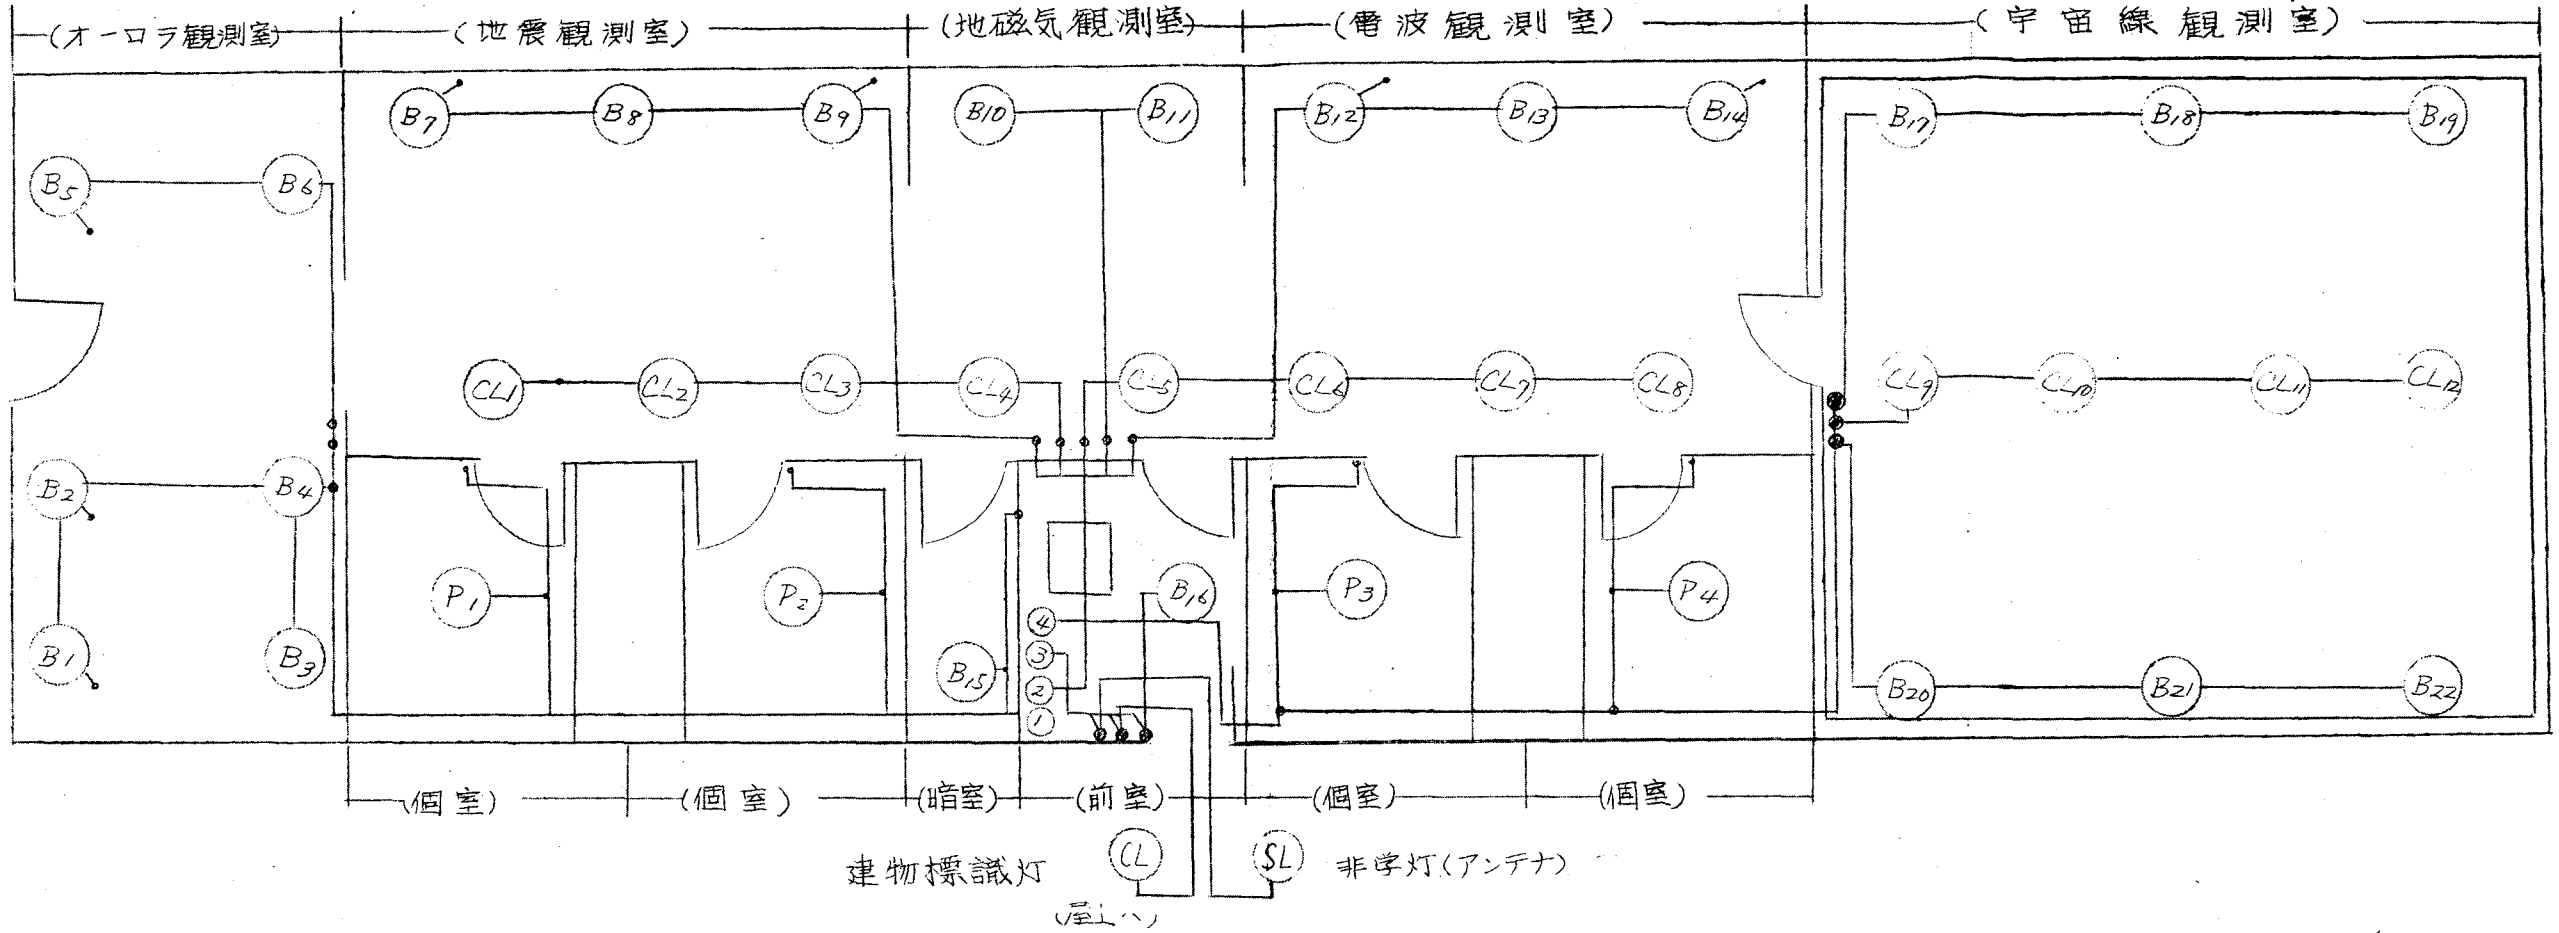 (オーロラ観測室) (地震観測室) (地磁気観測室) (電波観測室) (宇宙線観測室)
B7 B8 B9 B10 B11 B12 B13 B14 B17 B18 B19
B5 B6
CL1 CL2 CL3 CL4 CL5 CL6 CL7 CL8 CL9 CL10 CL11 CL12
B2 B4
P1 P2 B16 P3 P4
4
3
B1 B3 B15 2 B20 B21 B22
1
(個室) (個室) (暗室) (前室) (個室) (個室)
建物標識灯 CL SL 非学灯(アンテナ)